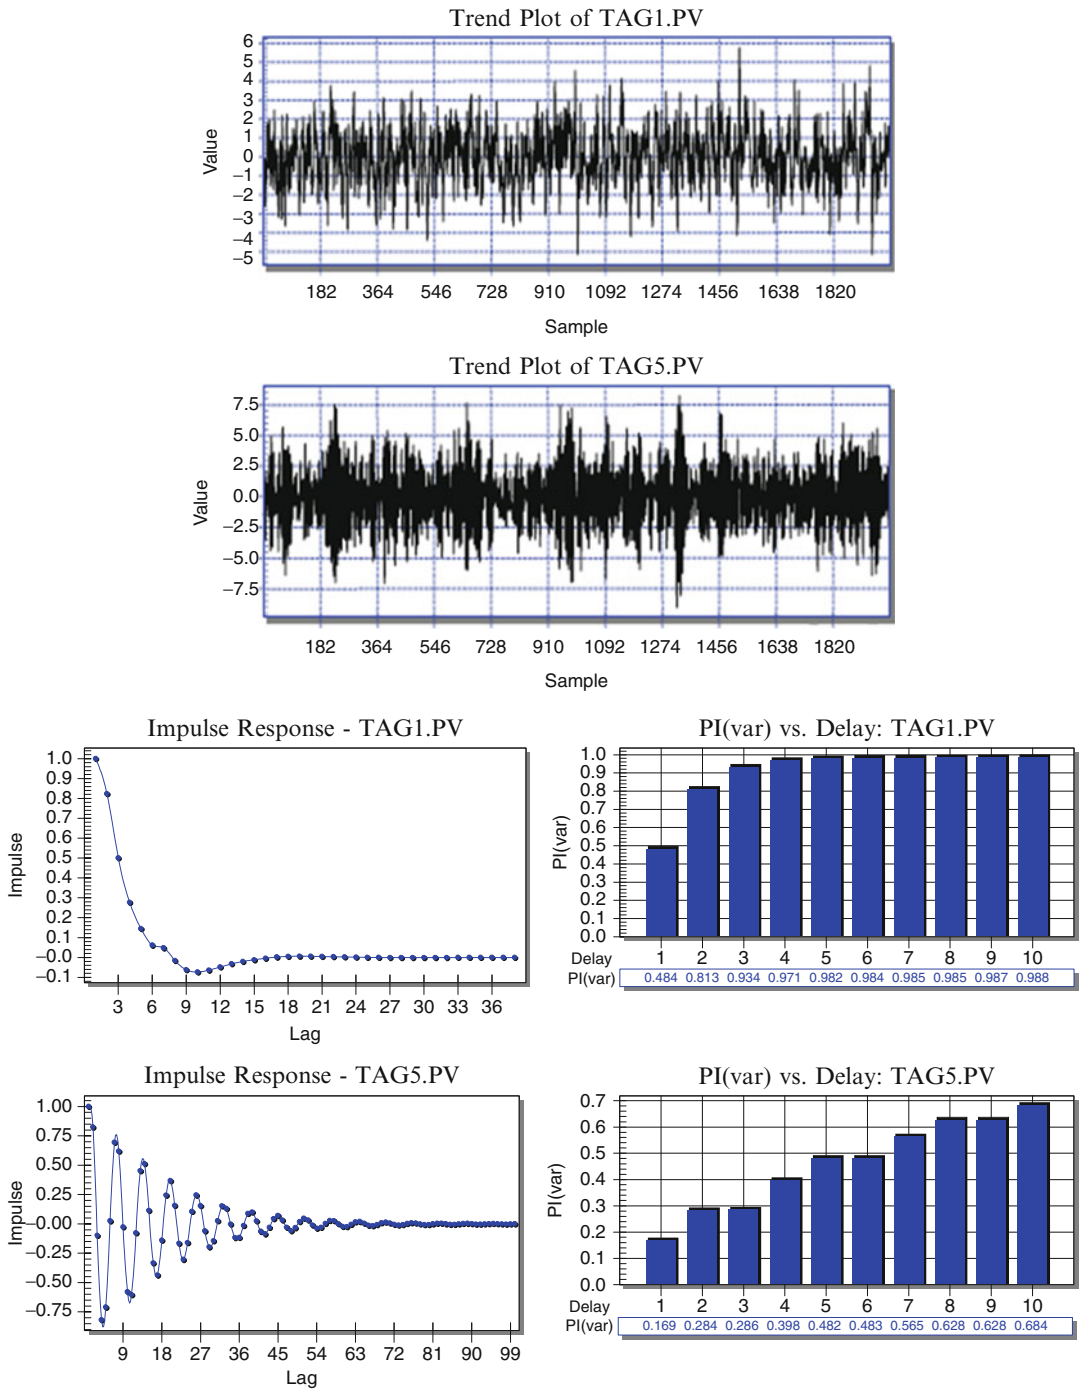 Trend Plot of TAG1.PV
6
5
4
3
2
1
0
−1
−2
−3
−4
−5
Value
182 364 546 728 910 1092 1274 1456 1638 1820
Sample
Trend Plot of TAG5.PV
7.5
5.0
2.5
0.0
−2.5
−5.0
−7.5
Value
182 364 546 728 910 1092 1274 1456 1638 1820
Sample
Impulse Response - TAG1.PV
1.0
0.9
0.8
0.7
0.6
0.5
0.4
0.3
0.2
0.1
−0.0
−0.1
Impulse
3 6 9 12 15 18 21 24 27 30 33 36
Lag
PI(var) vs. Delay: TAG1.PV
1.0
0.9
0.8
0.7
0.6
0.5
0.4
0.3
0.2
0.1
0.0
PI(var)
Delay 1 2 3 4 5 6 7 8 9 10
PI(var) 0.484 0.813 0.934 0.971 0.982 0.984 0.985 0.985 0.987 0.988
Impulse Response - TAG5.PV
1.00
0.75
0.50
0.25
−0.00
−0.25
−0.50
−0.75
Impulse
9 18 27 36 45 54 63 72 81 90 99
Lag
PI(var) vs. Delay: TAG5.PV
0.7
0.6
0.5
0.4
0.3
0.2
0.1
0.0
PI(var)
Delay 1 2 3 4 5 6 7 8 9 10
PI(var) 0.169 0.284 0.286 0.398 0.482 0.483 0.565 0.628 0.628 0.684